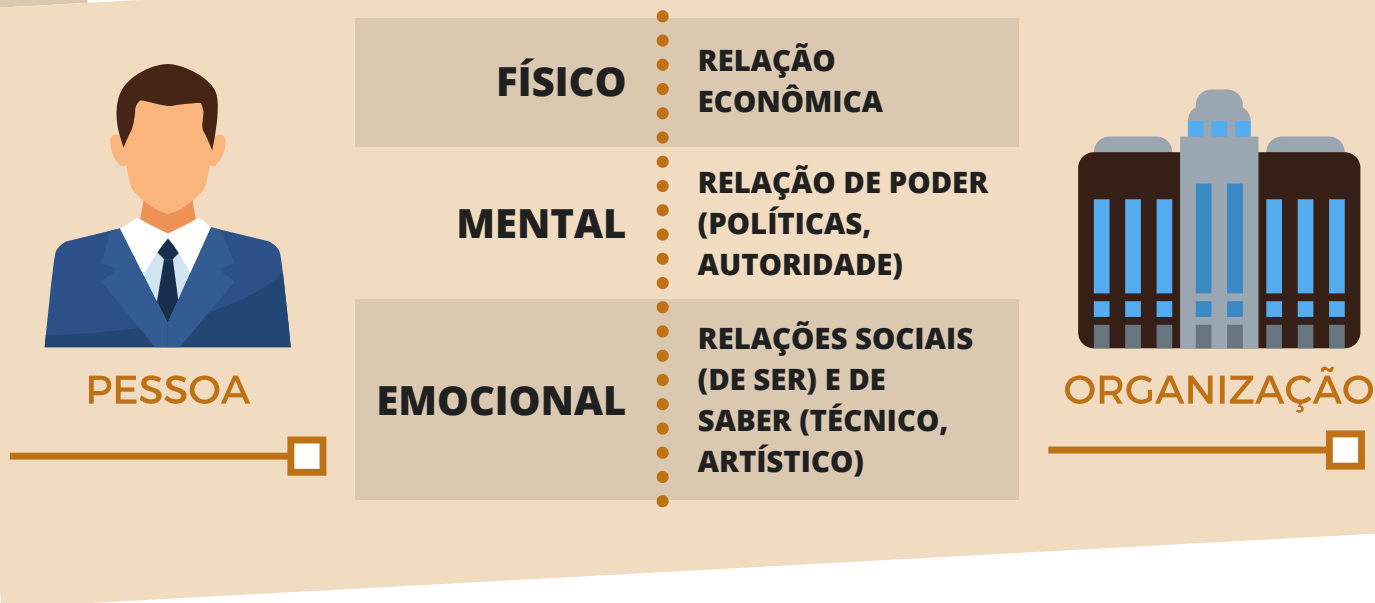 FÍSICO
RELAÇÃO
ECONÔMICA
MENTAL
RELAÇÃO DE PODER
(POLÍTICAS,
AUTORIDADE)
EMOCIONAL
RELAÇÕES SOCIAIS
(DE SER) E DE
SABER (TÉCNICO,
ARTÍSTICO)
PESSOA
ORGANIZAÇÃO